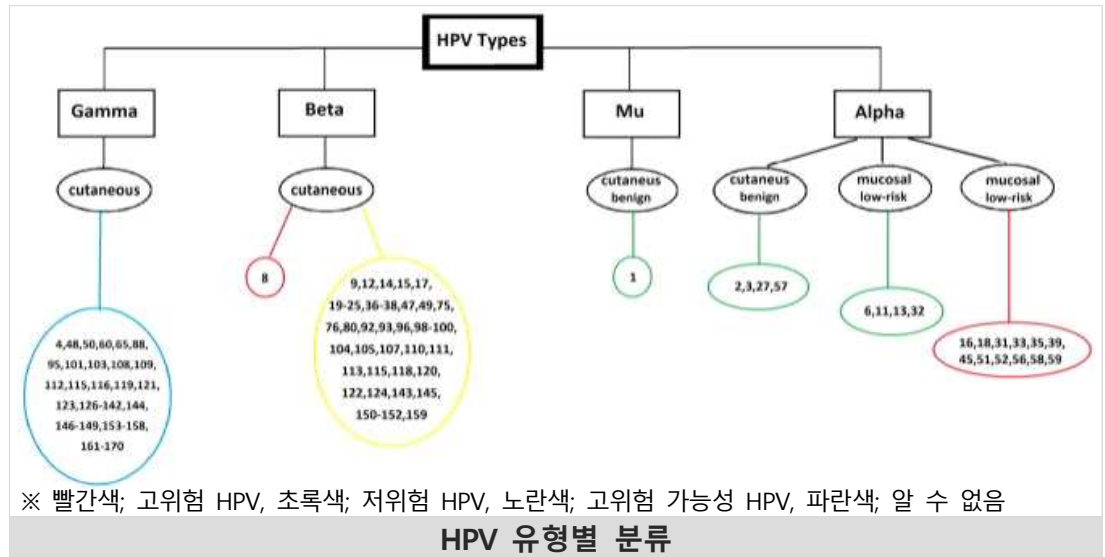 HPV Types
Gamma
Beta
Mu
Alpha
cutaneous
cutaneous
cutaneus
benign
cutaneus
benign
mucosal
low-risk
mucosal
low-risk
8
9,12,14,15,17,
19-25,36-38,47,49,75,
76,80,92,93,96,98-100,
104,105,107,110,111,
113,115,118,120,
122,124,143,145,
150-152,159
1
2,3,27,57
6,11,13,32
16,18,31,33,35,39,
45,51,52,56,58,59
4,48,50,60,65,88,
95,101,103,108,109,
112,115,116,119,121,
123,126-142,144,
146-149,153-158,
161-170
※ 빨간색; 고위험 HPV, 초록색; 저위험 HPV, 노란색; 고위험 가능성 HPV, 파란색; 알 수 없음
HPV 유형별 분류